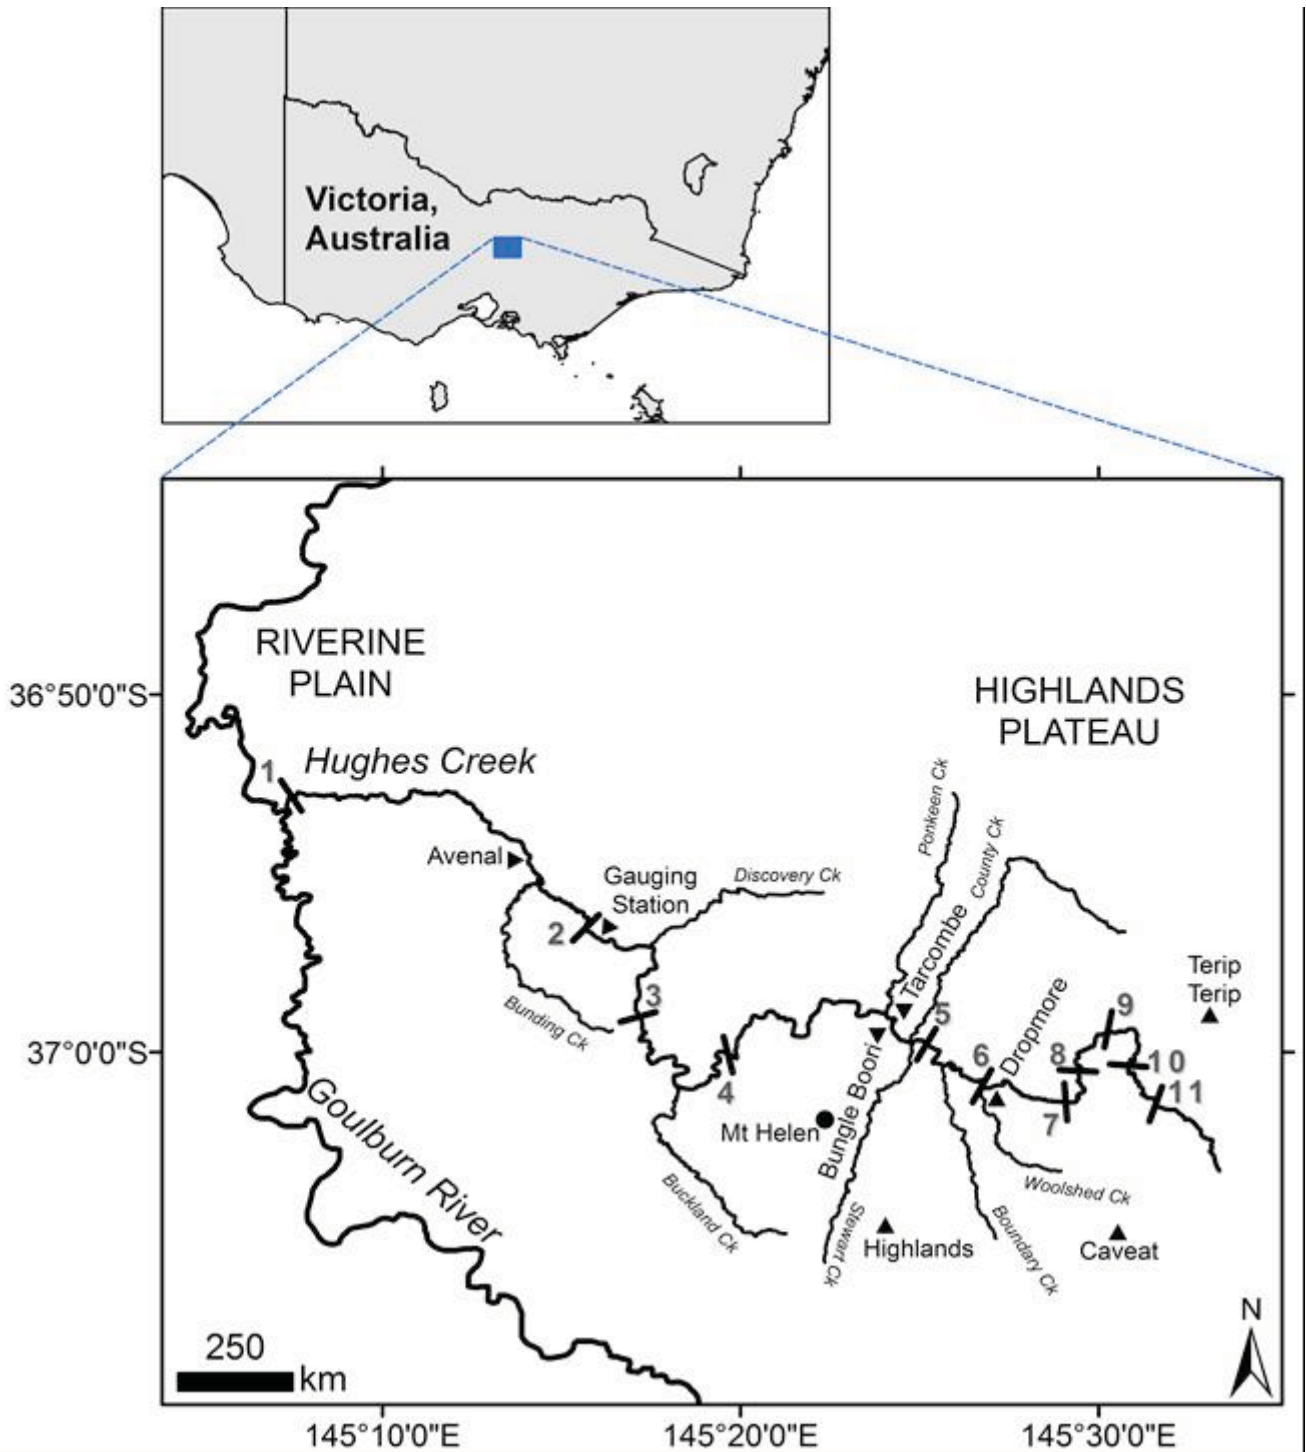 Victoria,
Australia
RIVERINE
PLAIN
HIGHLANDS
PLATEAU
36°50'0"S
37°0'0"S
1
Hughes Creek
Avenal
Gauging
Station
2
Discovery Ck
Ponkeen Ck
County Ck
Tarcombe
3
Bunding Ck
4
5
6
Dropmore
7
8
9
10
11
Terip
Terip
Mt Helen
Bungle Boori
Buckland Ck
Stewart Ck
Highlands
Boundary Ck
Woolshed Ck
Caveat
Goulburn River
250
km
N
145°10'0"E
145°20'0"E
145°30'0"E